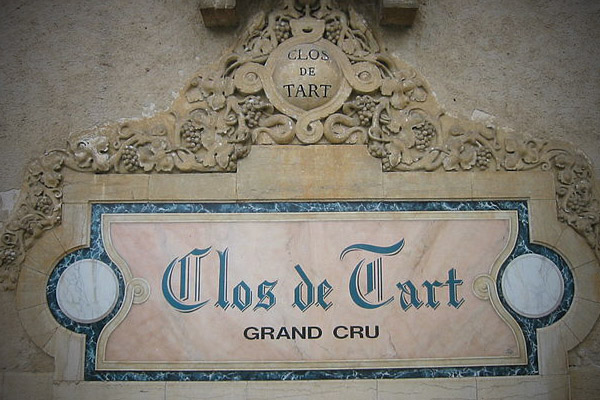 CLOS
DE
TART
Clos de Tart
GRAND CRU